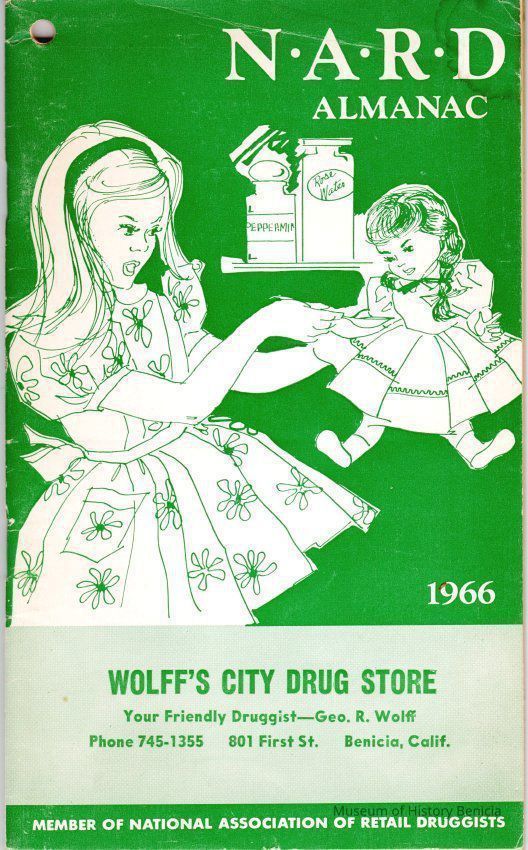 N·A·R·D
ALMANAC
Rose
Water
PEPPERMIN
1966
WOLFF'S CITY DRUG STORE
Your Friendly Druggist—Geo. R. Wolff
Phone 745-1355 801 First St. Benicia, Calif.
Museum of History Benicia
MEMBER OF NATIONAL ASSOCIATION OF RETAIL DRUGGISTS